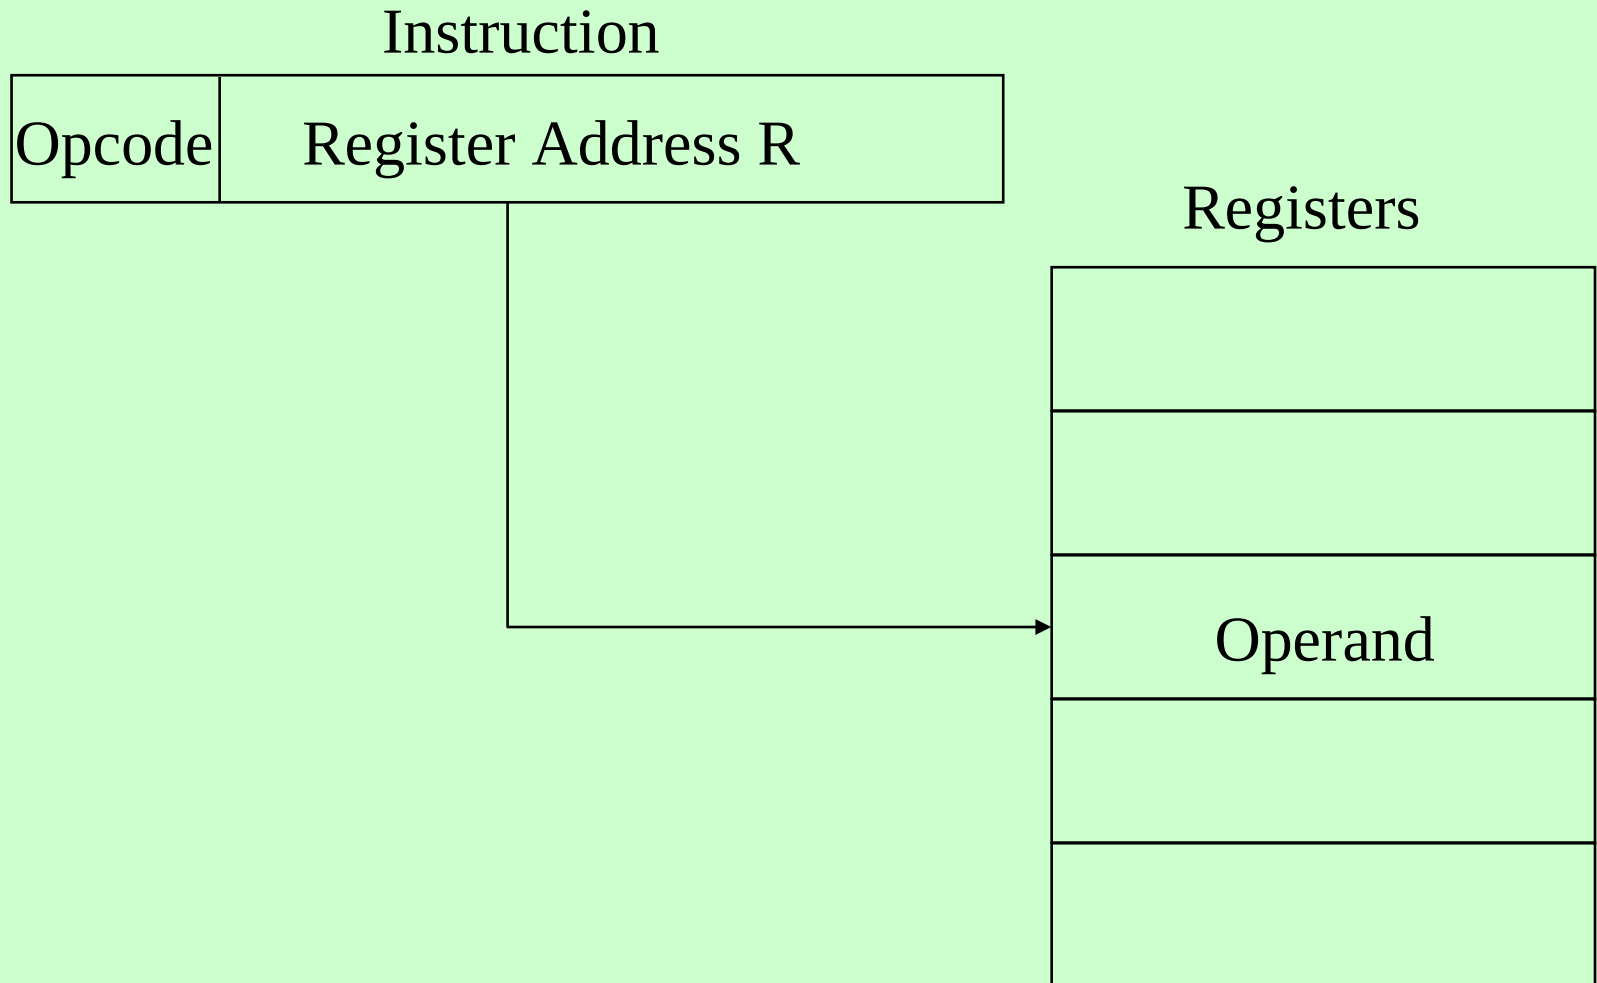 Instruction
Opcode
Register Address R
Registers
Operand